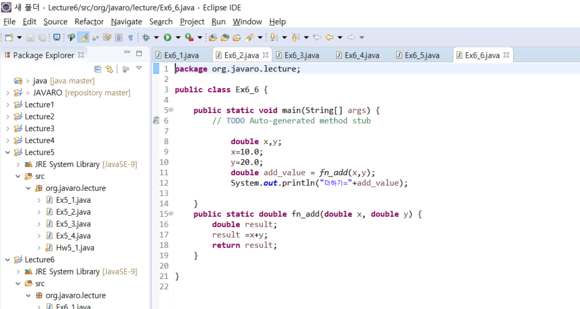 새 폴더 - Lecture6/src/org/javaro/lecture/Ex6_6.java - Eclipse IDE
File Edit Source Refactor Navigate Search Project Run Window Help
Package Explorer
Ex6_1.java Ex6_2.java Ex6_3.java Ex6_4.java Ex6_5.java Ex6_6.java
> java [java master]
JAVARO [repository master]
Lecture1
Lecture2
Lecture3
Lecture4
Lecture5
JRE System Library [JavaSE-9]
src
org.javaro.lecture
Ex5_1.java
Ex5_2.java
Ex5_3.java
Ex5_4.java
Hw5_1.java
Lecture6
JRE System Library [JavaSE-9]
src
org.javaro.lecture
Ex6_1.java
1 package org.javaro.lecture;
2
3 public class Ex6_6 {
4
5 public static void main(String[] args) {
6 // TODO Auto-generated method stub
7
8 double x,y;
9 x=10.0;
10 y=20.0;
11 double add_value = fn_add(x,y);
12 System.out.println("더하기="+add_value);
13
14 }
15 public static double fn_add(double x, double y) {
16 double result;
17 result =x+y;
18 return result;
19 }
20
21 }
22